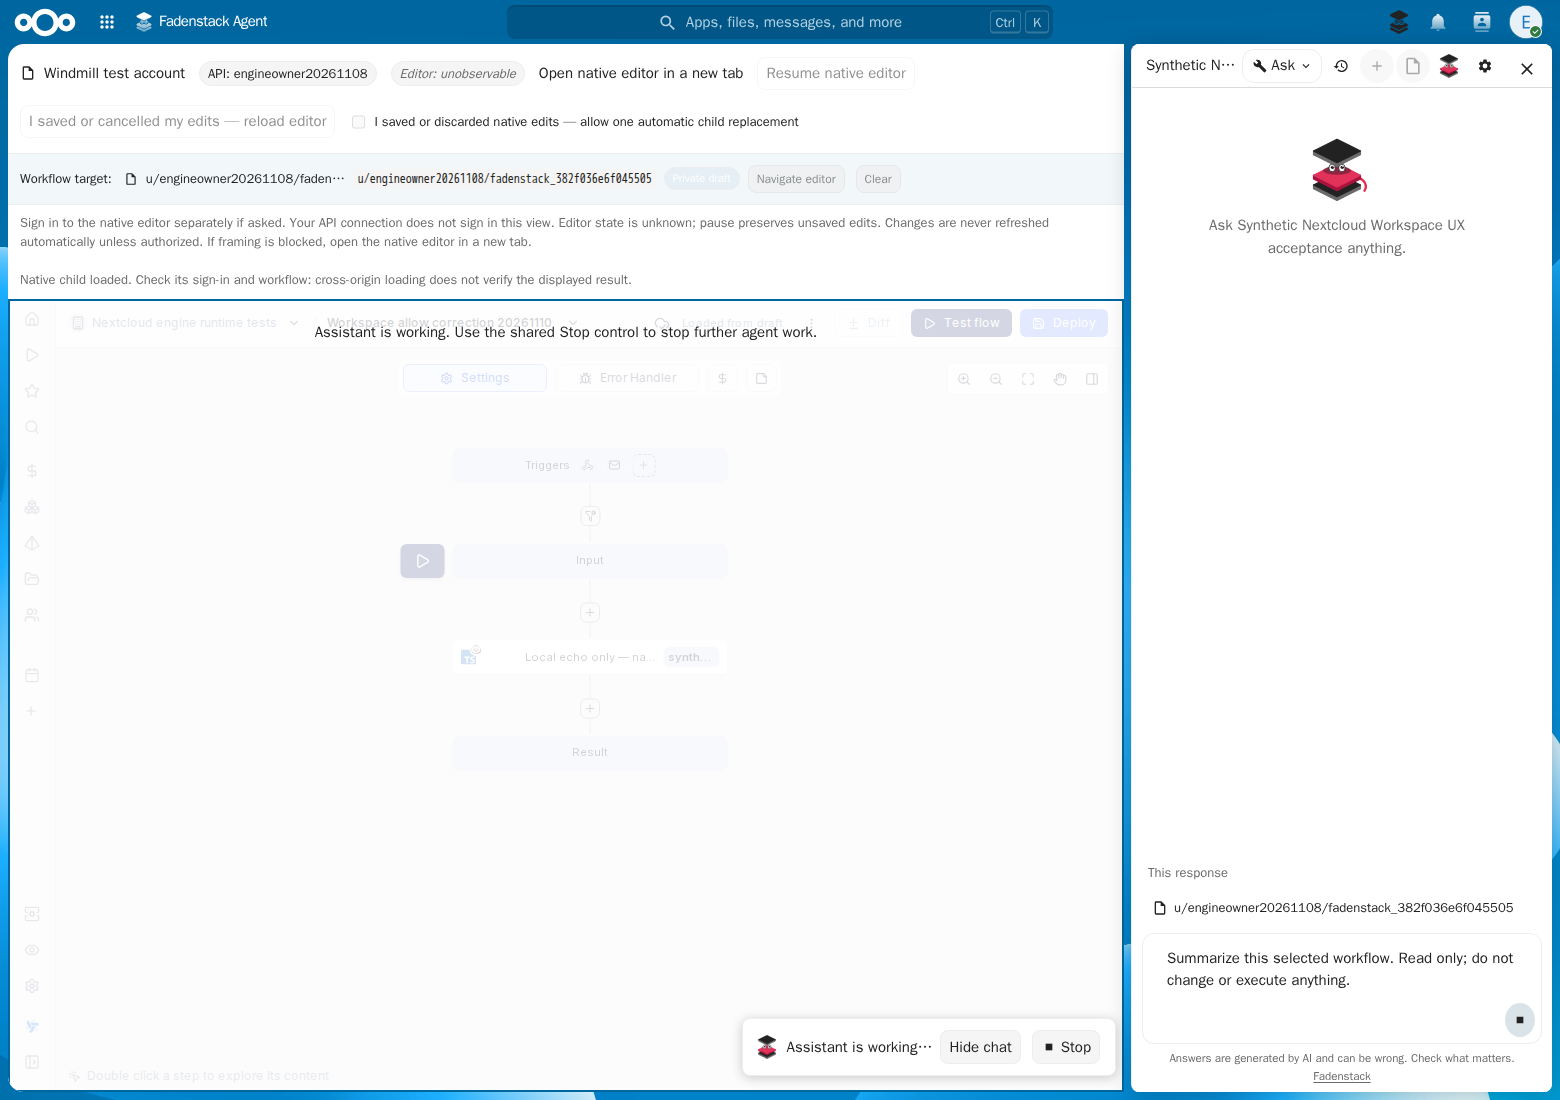 Fadenstack Agent
Apps, files, messages, and more
Ctrl K
E
Windmill test account
API: engineowner20261108
Editor: unobservable
Open native editor in a new tab
Resume native editor
I saved or cancelled my edits — reload editor
I saved or discarded native edits — allow one automatic child replacement
Workflow target:
u/engineowner20261108/faden···
u/engineowner20261108/fadenstack_382f036e6f045505
Private draft
Navigate editor
Clear
Sign in to the native editor separately if asked. Your API connection does not sign in this view. Editor state is unknown; pause preserves unsaved edits. Changes are never refreshed
automatically unless authorized. If framing is blocked, open the native editor in a new tab.
Native child loaded. Check its sign-in and workflow: cross-origin loading does not verify the displayed result.
Nextcloud engine runtime tests
Workspace allow correction 20261110
Loaded from draft
Diff
Test flow
Deploy
Assistant is working. Use the shared Stop control to stop further agent work.
Settings
Error Handler
Triggers
Input
TS
Local echo only — na...
synth...
Result
Double click a step to explore its content
Assistant is working···
Hide chat
Stop
Synthetic N···
Ask
Ask Synthetic Nextcloud Workspace UX
acceptance anything.
This response
u/engineowner20261108/fadenstack_382f036e6f045505
Summarize this selected workflow. Read only; do not
change or execute anything.
Answers are generated by AI and can be wrong. Check what matters.
Fadenstack